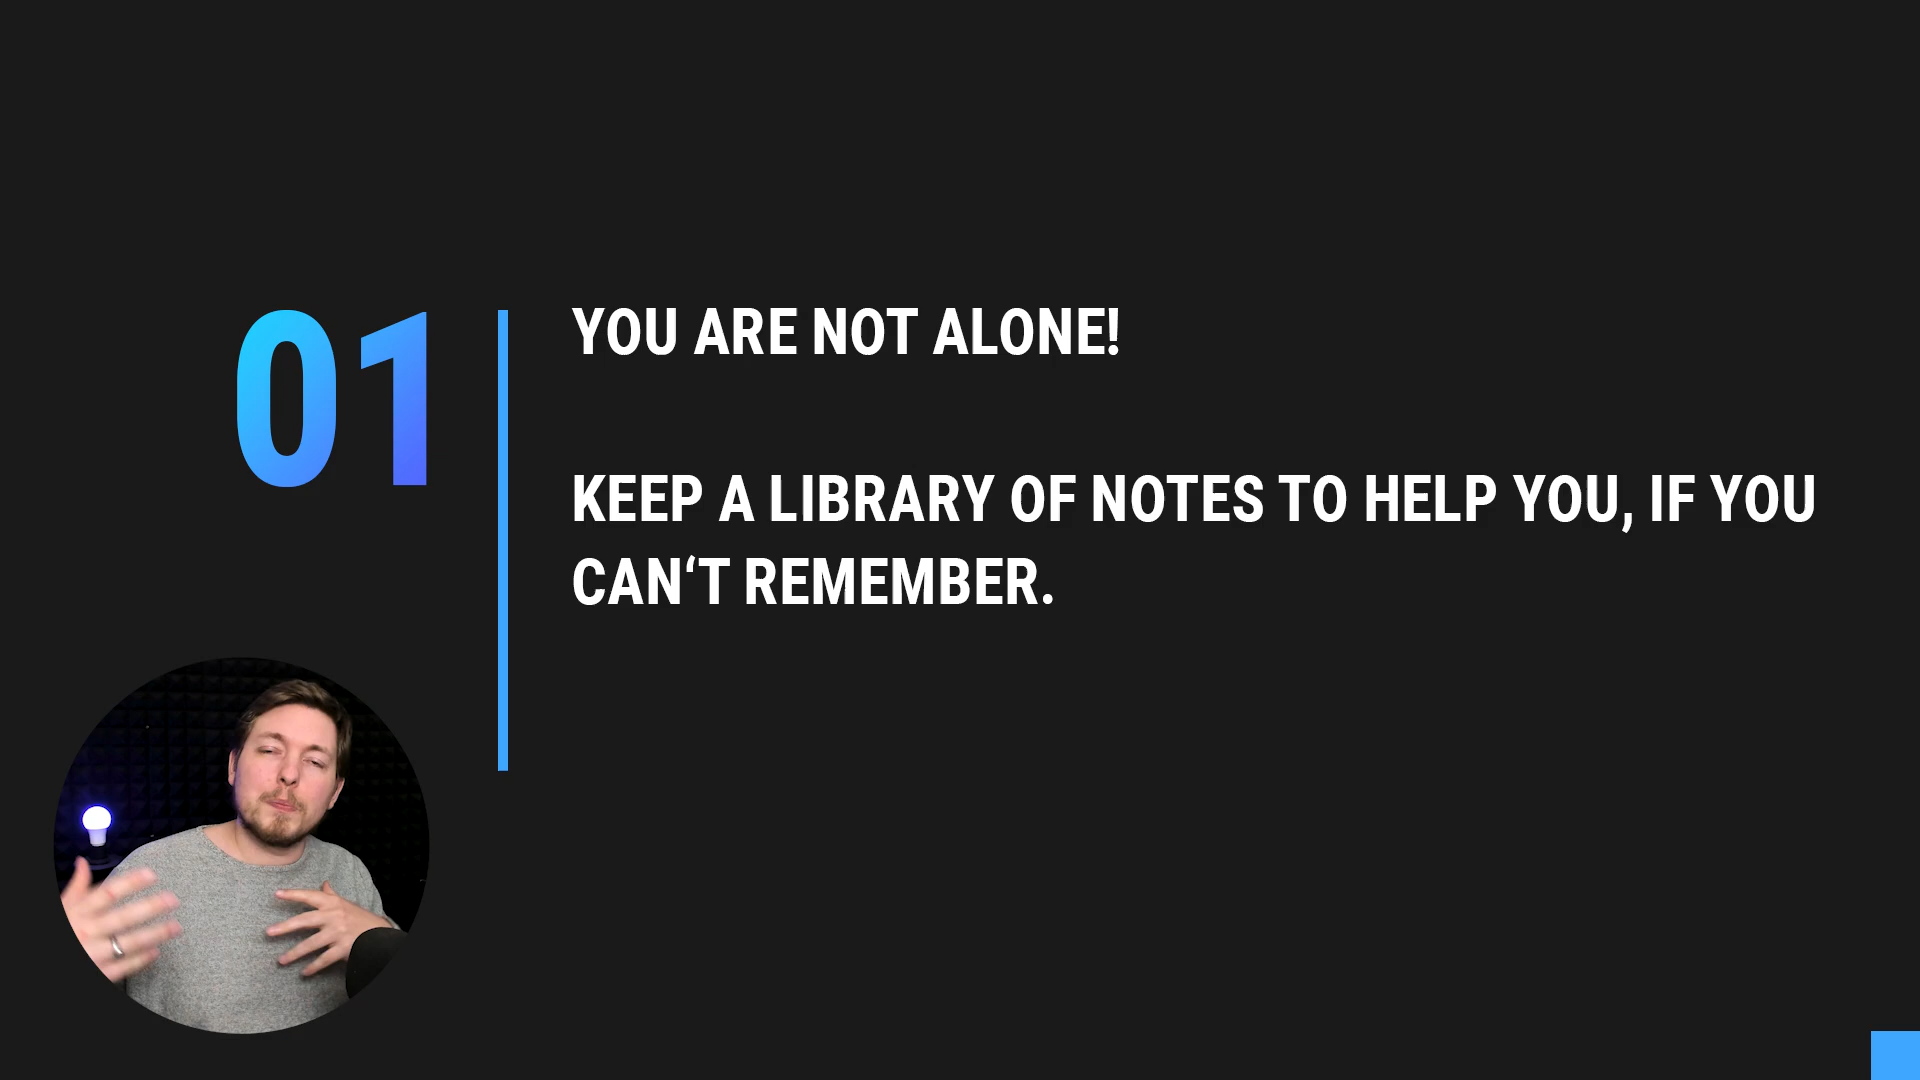 01
YOU ARE NOT ALONE!
KEEP A LIBRARY OF NOTES TO HELP YOU, IF YOU
CAN‘T REMEMBER.